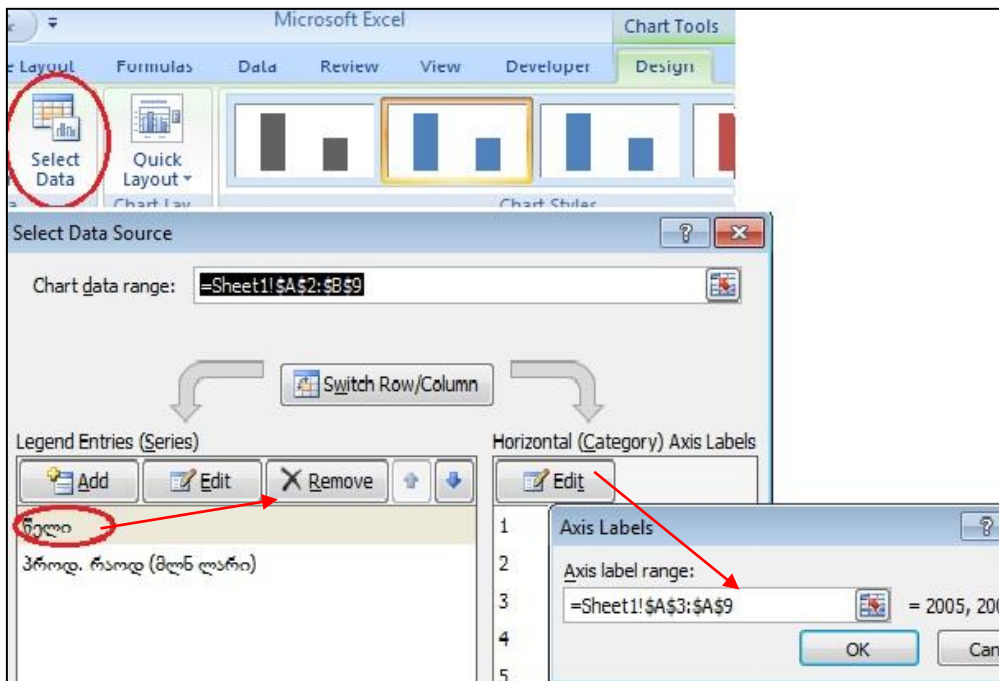 Microsoft Excel
Chart Tools
Layout Formulas Data Review View Developer Design
Select Data
Quick Layout
Chart Styles
Select Data Source
Chart data range: =Sheet1!$A$2:$B$9
Switch Row/Column
Legend Entries (Series)
Horizontal (Category) Axis Labels
Add Edit Remove
Edit
წელი
პროდ. რაოდ (მლნ ლარი)
1
2
3
4
5
Axis Labels
Axis label range:
=Sheet1!$A$3:$A$9 = 2005, 200
OK
Can